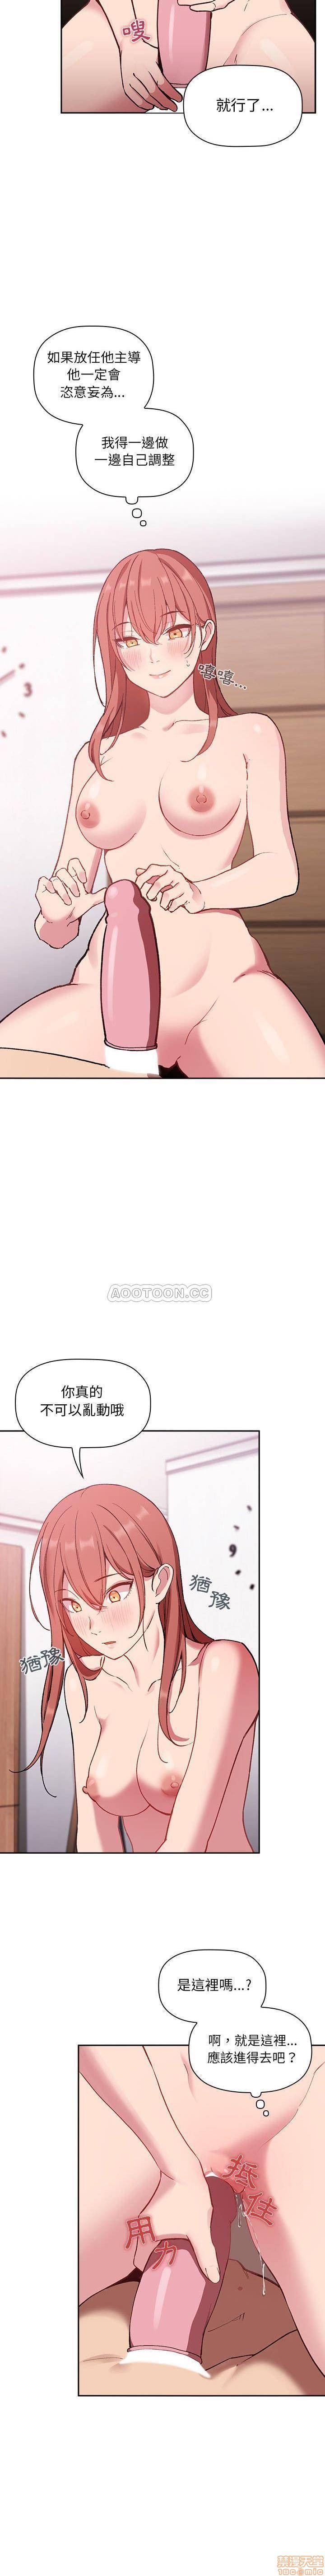 嗖
就行了...
如果放任他主導
他一定會
恣意妄為...
我得一邊做
一邊自己調整
嘻嘻...
AOOTOON.CC
你真的
不可以亂動哦
猶豫
猶豫
是這裡嗎...?
啊，就是這裡...
應該進得去吧？
抵住
用力